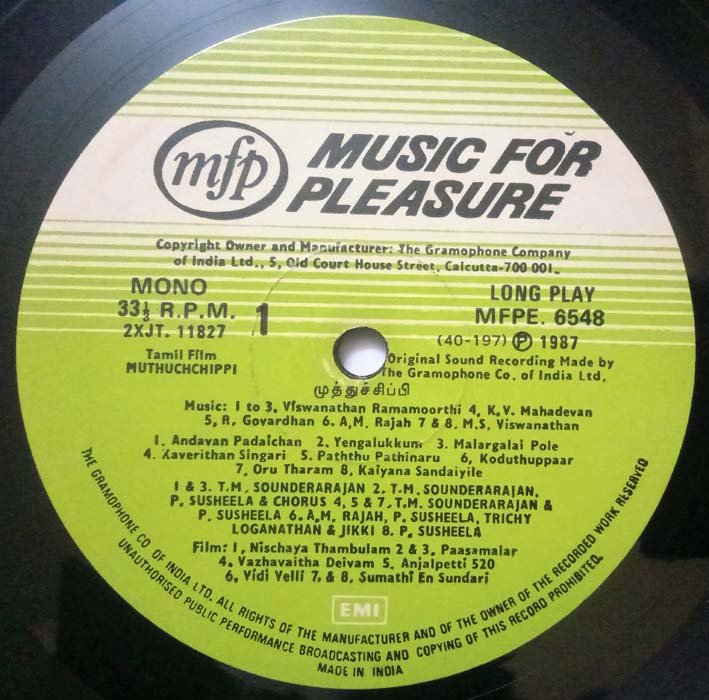 mfp
MUSIC FOR
PLEASURE
Copyright Owner and Manufacturer: The Gramophone Company
of India Ltd., 5, Old Court House Street, Calcutta-700 001.
MONO
33⅓ R.P.M.
2XJT. 11827
1
LONG PLAY
MFPE. 6548
(40-197) Ⓟ 1987
Tamil Film
MUTHUCHCHIPPI
Original Sound Recording Made by
The Gramophone Co. of India Ltd.
முத்துச்சிப்பி
Music: 1 to 3, Viswanathan Ramamoorthi 4, K.V. Mahadevan
5, R. Govardhan 6. A.M. Rajah 7 & 8. M.S. Viswanathan
1. Andavan Padaichan 2. Yengalukkum 3. Malargalai Pole
4. Kaverithan Singari 5. Paththu Pathinaru 6, Koduthuppaar
7, Oru Tharam 8, Kalyana Sandaiyile
1 & 3. T.M. SOUNDERARAJAN 2. T.M. SOUNDERARAJAN,
P. SUSHEELA & CHORUS 4, 5 & 7, T.M. SOUNDERARAJAN &
P. SUSHEELA 6. A.M. RAJAH, P. SUSHEELA, TRICHY
LOGANATHAN & JIKKI 8. P. SUSHEELA
Film: 1, Nischaya Thambulam 2 & 3, Paasamalar
4. Vazhavaitha Deivam 5. Anjalpetti 520
6, Vidi Velli 7, & 8, Sumathi En Sundari
EMI
THE GRAMOPHONE CO OF INDIA LTD. ALL RIGHTS OF THE MANUFACTURER AND OF THE OWNER OF THE RECORDED WORK RESERVED
UNAUTHORISED PUBLIC PERFORMANCE BROADCASTING AND COPYING OF THIS RECORD PROHIBITED.
MADE IN INDIA